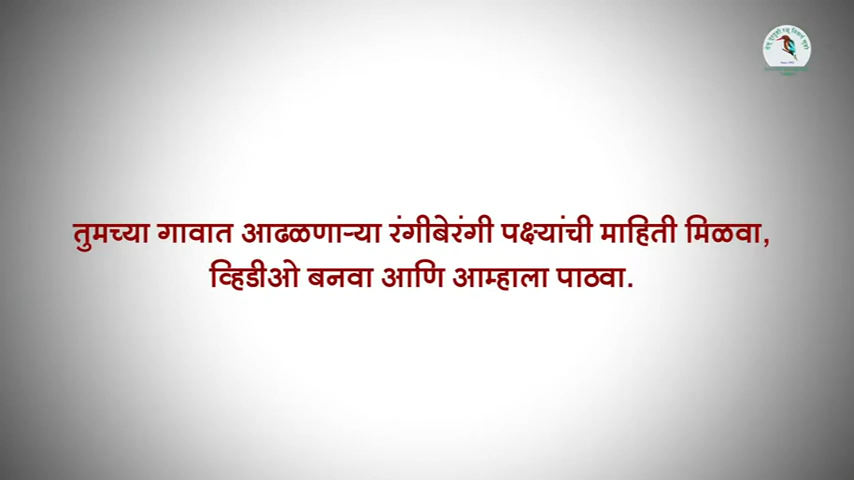 तुमच्या गावात आढळणाऱ्या रंगीबेरंगी पक्ष्यांची माहिती मिळवा,
व्हिडीओ बनवा आणि आम्हाला पाठवा.